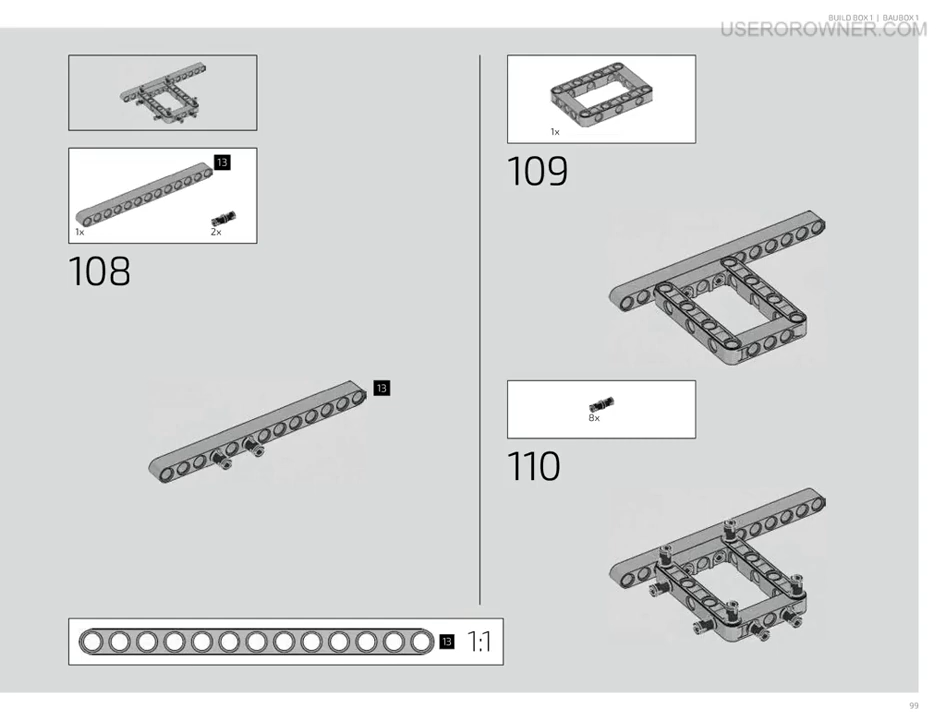 BUILD BOX 1 | BAUBOX 1
USEROROWNER.COM
13
1x
2x
108
13
13
1:1
1x
109
8x
110
99